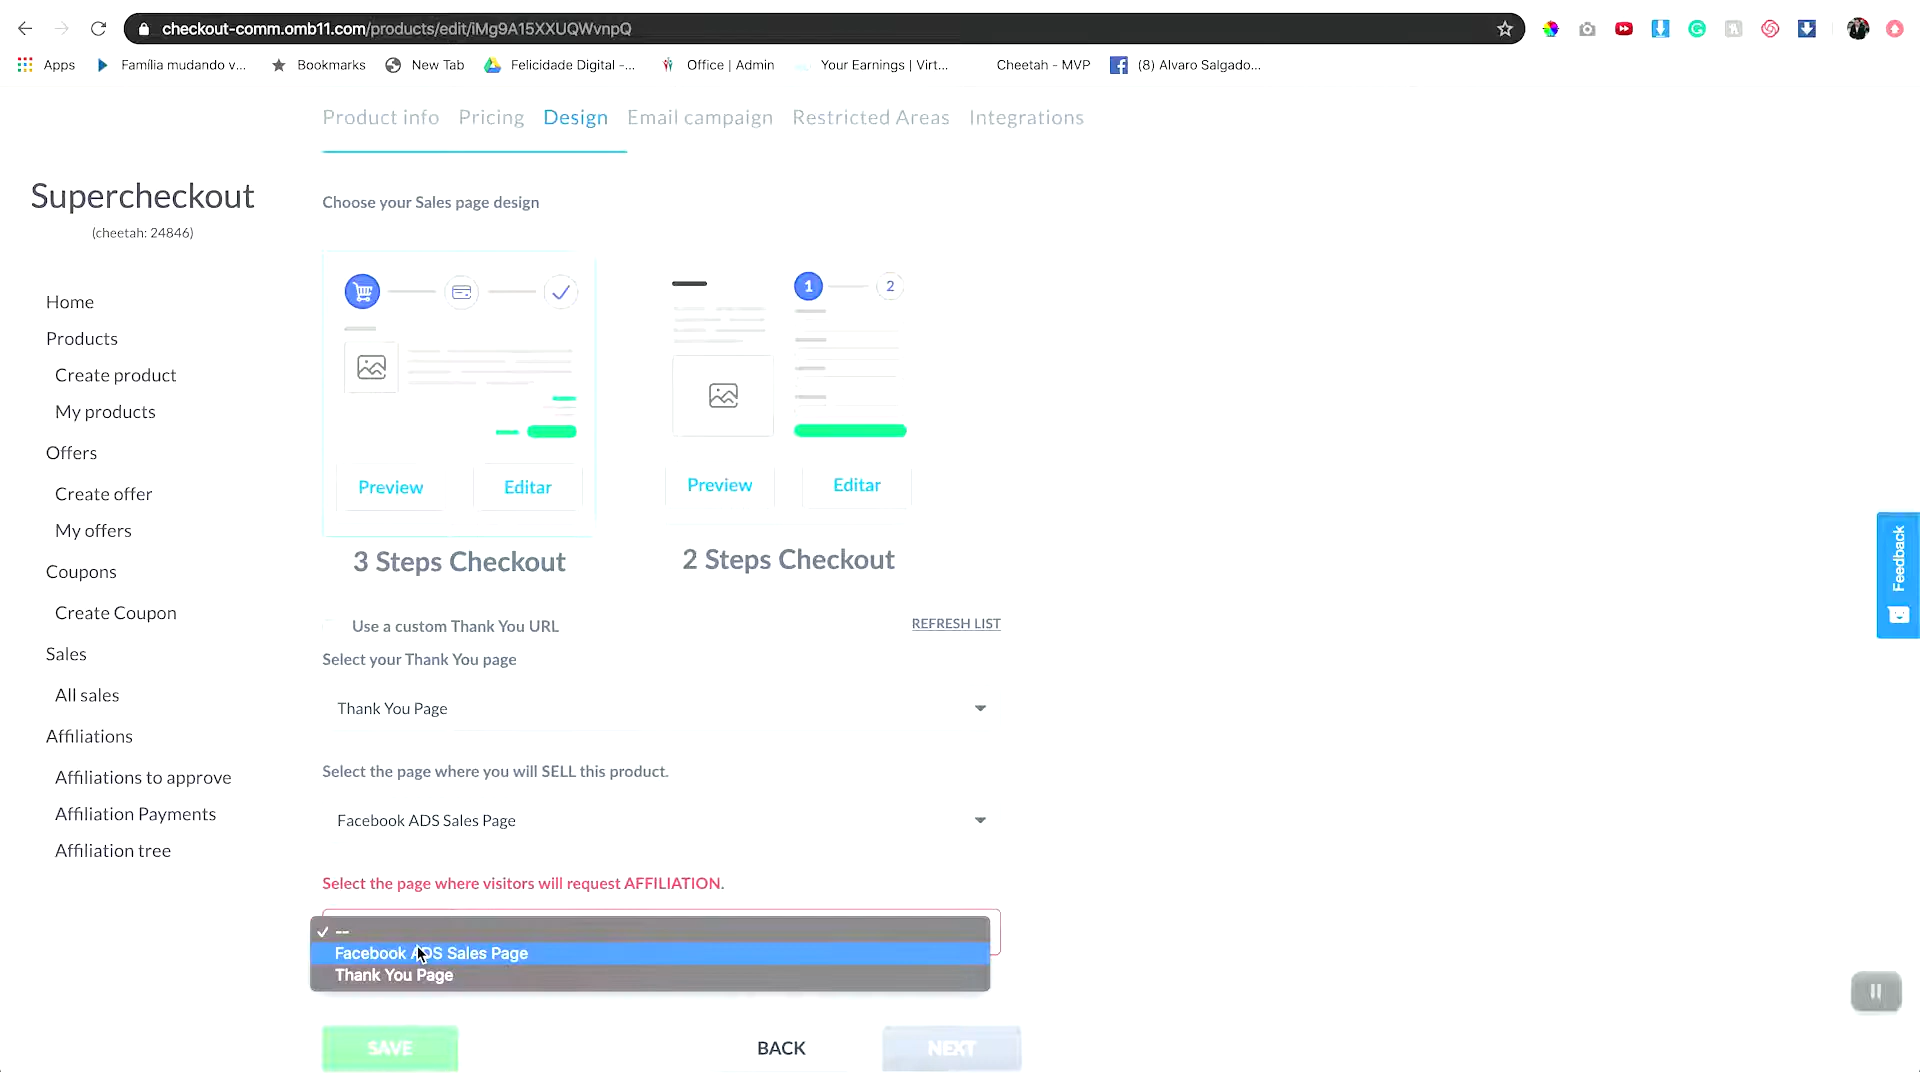 checkout-comm.omb11.com/products/edit/iMg9A15XXUQWvnpQ
Apps
Família mudando v...
Bookmarks
New Tab
Felicidade Digital -...
Office | Admin
Your Earnings | Virt...
Cheetah - MVP
(8) Alvaro Salgado...
Product info
Pricing
Design
Email campaign
Restricted Areas
Integrations
Supercheckout
(cheetah: 24846)
Home
Products
Create product
My products
Offers
Create offer
My offers
Coupons
Create Coupon
Sales
All sales
Affiliations
Affiliations to approve
Affiliation Payments
Affiliation tree
Choose your Sales page design
Preview
Editar
3 Steps Checkout
1
2
Preview
Editar
2 Steps Checkout
Use a custom Thank You URL
REFRESH LIST
Select your Thank You page
Thank You Page
Select the page where you will SELL this product.
Facebook ADS Sales Page
Select the page where visitors will request AFFILIATION.
--
Facebook ADS Sales Page
Thank You Page
SAVE
BACK
NEXT
Feedback